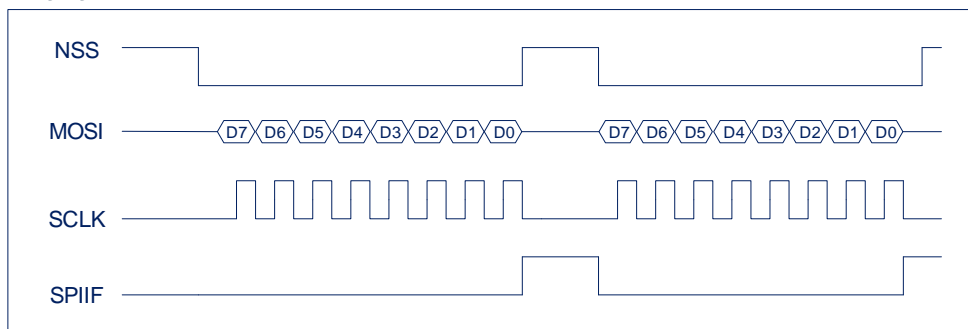 NSS
MOSI D7 D6 D5 D4 D3 D2 D1 D0 D7 D6 D5 D4 D3 D2 D1 D0
SCLK
SPIIF